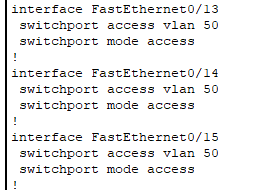 interface FastEthernet0/13
 switchport access vlan 50
 switchport mode access
!
interface FastEthernet0/14
 switchport access vlan 50
 switchport mode access
!
interface FastEthernet0/15
 switchport access vlan 50
 switchport mode access
!